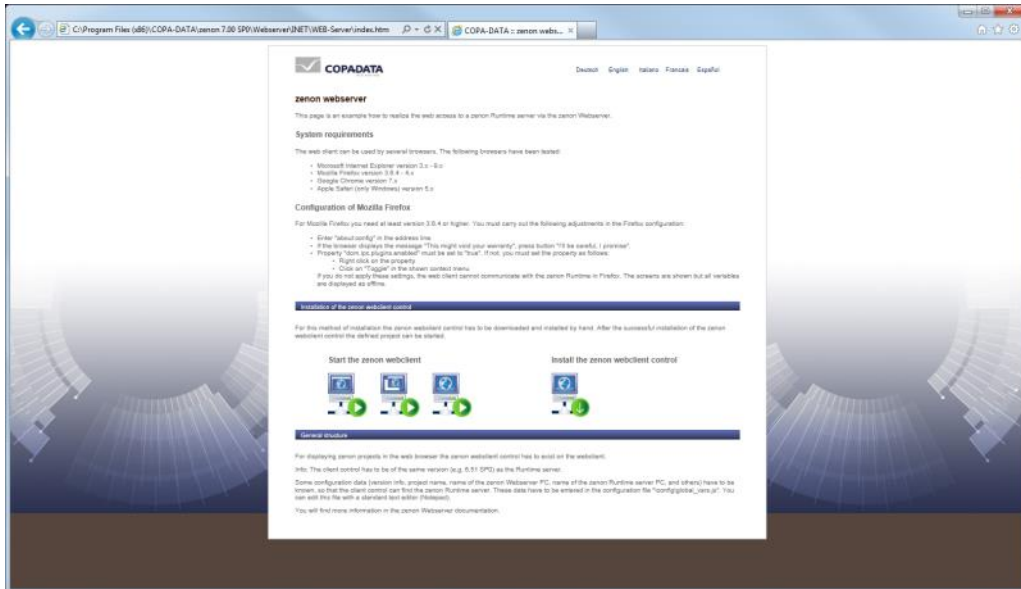 C:\Program Files (x86)\COPA-DATA\zenon 7.00 SP0\Webserver\INET\WEB-Server\index.htm
COPA-DATA :: zenon webs...
COPADATA
Deutsch English Italiano Francais Español
zenon webserver
This page is an example how to realize the web access to a zenon Runtime server via the zenon Webserver.
System requirements
The web client can be used by several browsers. The following browsers have been tested:
Microsoft Internet Explorer version
Mozilla Firefox version 3.6.4 - 4.x
Google Chrome version 7.x
Apple Safari (only Windows) version 5.x
Configuration of Mozilla Firefox
For Mozilla Firefox you need at least version 3.6.4 or higher. You must carry out the following adjustments in the Firefox configuration:
Enter "about:config" in the address line
If the browser displays the message "This might void your warranty", press button "I'll be careful, I promise".
Property "dom.ipc.plugins.enabled" must be set to "true". If not, you must set the property as follows:
Right click on the property
Click on "Toggle" in the shown context menu
If you do not apply these settings, the web client cannot communicate with the zenon Runtime in Firefox. The screens are shown but all variables
are displayed as offline.
Installation of the zenon webclient control
For this method of installation the zenon webclient control has to be downloaded and installed by hand. After the successful installation of the zenon
webclient control the defined project can be started.
Start the zenon webclient
Install the zenon webclient control
General structure
For displaying zenon projects in the web browser the zenon webclient control has to exist on the webclient.
Info: The client control has to be of the same version (e.g. 6.51 SP0) as the Runtime server.
Some configuration data (version info, project name, name of the zenon Webserver PC, name of the zenon Runtime server PC, and others) have to be
known, so that the client control can find the zenon Runtime server. These data have to be entered in the configuration file "\config\global_vars.js". You
can edit this file with a standard text editor (Notepad).
You will find more information in the zenon Webserver documentation.